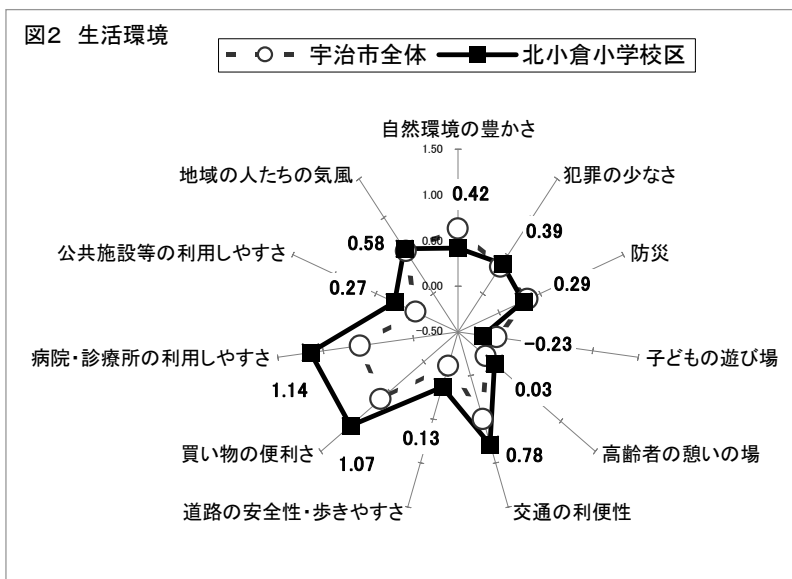 図2 生活環境
宇治市全体 北小倉小学校区
自然環境の豊かさ
1.50
地域の人たちの気風
犯罪の少なさ
1.00
0.42
0.58
0.50
0.39
公共施設等の利用しやすさ
防災
0.27
0.00
0.29
-0.50
-0.23
病院・診療所の利用しやすさ
子どもの遊び場
1.14
0.03
買い物の便利さ
高齢者の憩いの場
1.07
0.13
0.78
道路の安全性・歩きやすさ
交通の利便性